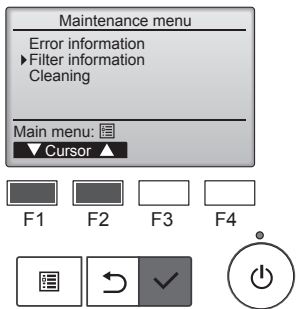 Maintenance menu
Error information
Filter information
Cleaning
Main menu:
Cursor
F1 F2 F3 F4